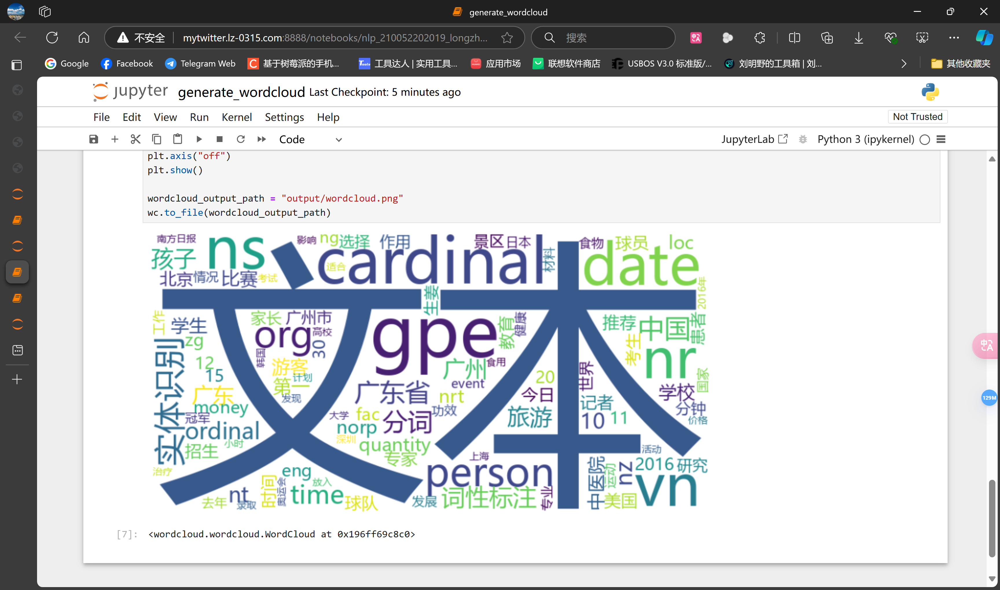 generate_wordcloud
不安全 mytwitter.lz-0315.com:8888/notebooks/nlp_210052202019_longzh... 搜索
Google Facebook Telegram Web 基于树莓派的手机... 工具达人 | 实用工具... 应用市场 联想软件商店 USBOS V3.0 标准版/... 刘明野的工具箱 | 刘... 其他收藏夹
jupyter generate_wordcloud Last Checkpoint: 5 minutes ago
File Edit View Run Kernel Settings Help Not Trusted
Code JupyterLab Python 3 (ipykernel)
plt.axis("off")
plt.show()
wordcloud_output_path = "output/wordcloud.png"
wc.to_file(wordcloud_output_path)
南方日报 ns 影响 ng 选择 作用 cardinal 景区 日本 材料 食物 球员 loc
孩子 适合 date
北京 情况 比赛 考试 2016年
文本
生姜
工作 学生 家长 广州市 gpe 教育 健康 推荐 中国 患者
zg org 高校 30 韩国 考生 nr
实体识别 12 15 游客 计划 第一 发现 广州 食用 20 世界 国家
广东 广东省 event nrt 今日 记者 学校
money 冠军 大学 fac 分词 功效 旅游 10 11 分钟 价格
ordinal norp 深圳 quantity
招生 小时 专家 上海 活动
治疗 eng 放入 person 中医院 运动 nz 2016 研究
去年 nt 录取 时间 奥运会 time 球队 发展 词性标注 专业 美国 vn
[7]: <wordcloud.wordcloud.WordCloud at 0x196ff69c8c0>
中A
129M